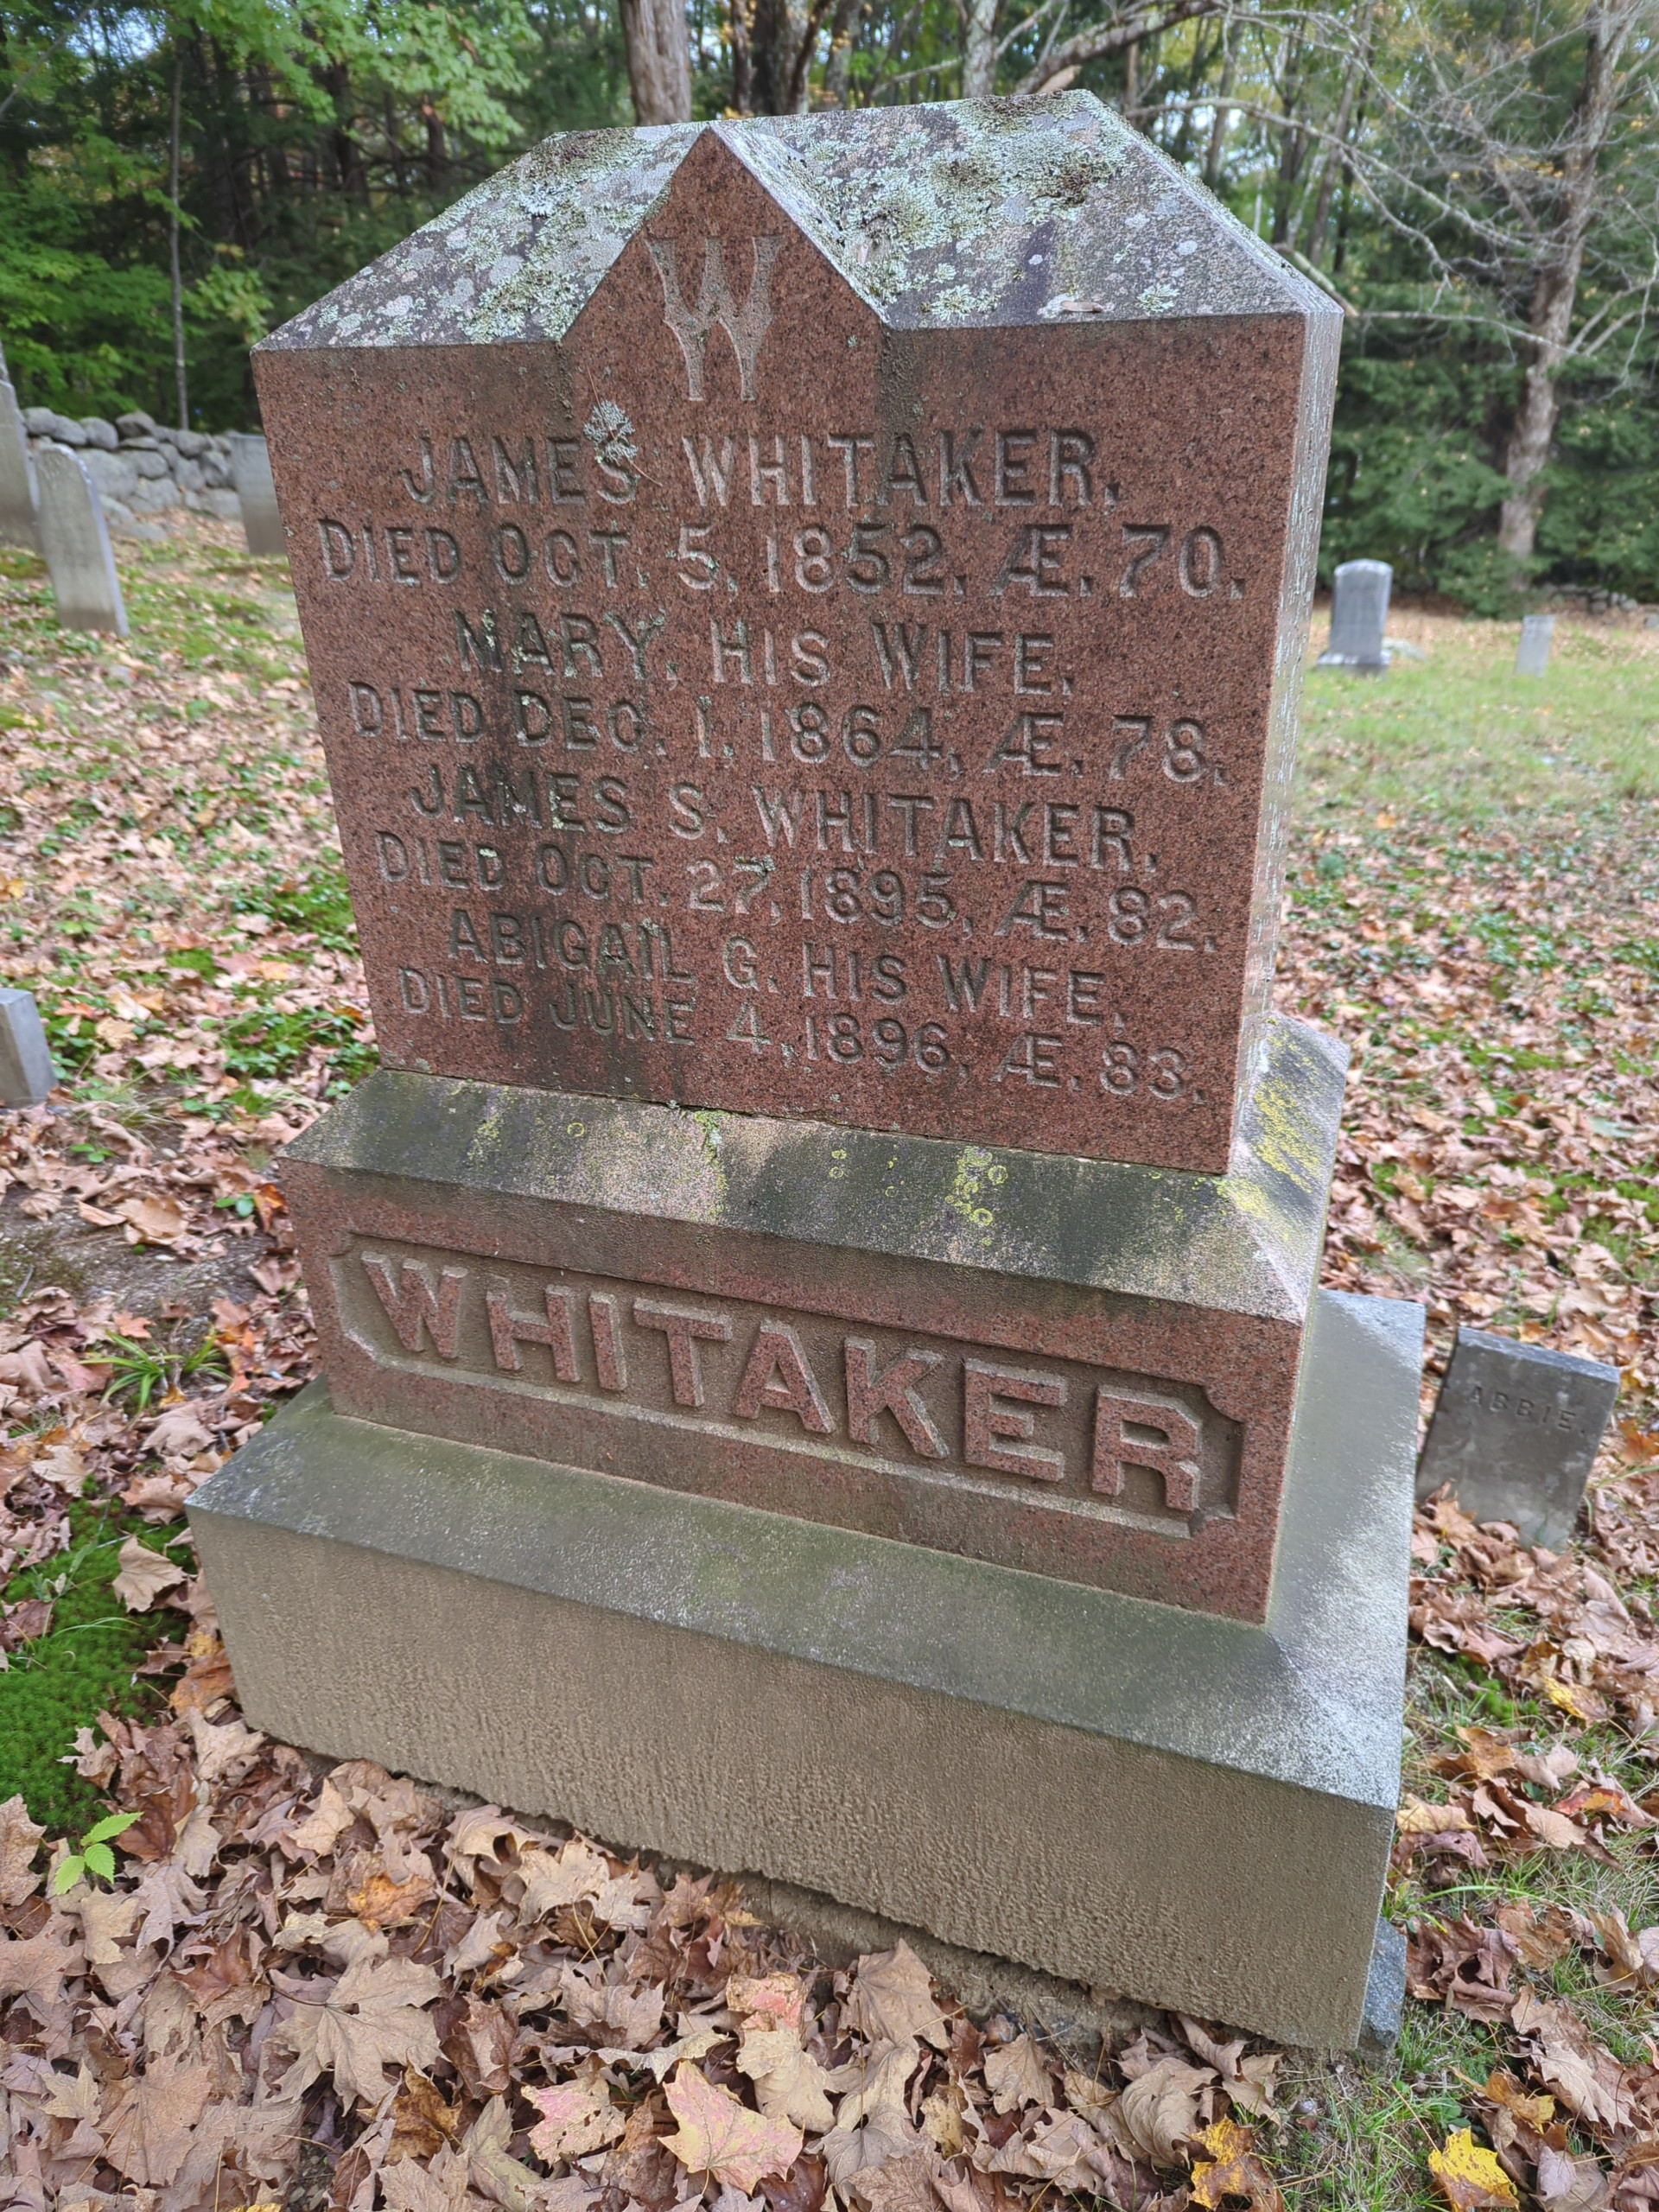 W
JAMES WHITAKER.
DIED OCT. 5, 1852, Æ. 70.
MARY, HIS WIFE,
DIED DEC. 1, 1864, Æ. 78.
JAMES S. WHITAKER.
DIED OCT. 27, 1895, Æ. 82.
ABIGAIL G. HIS WIFE,
DIED JUNE 4, 1896, Æ. 83.
WHITAKER
ABBIE.